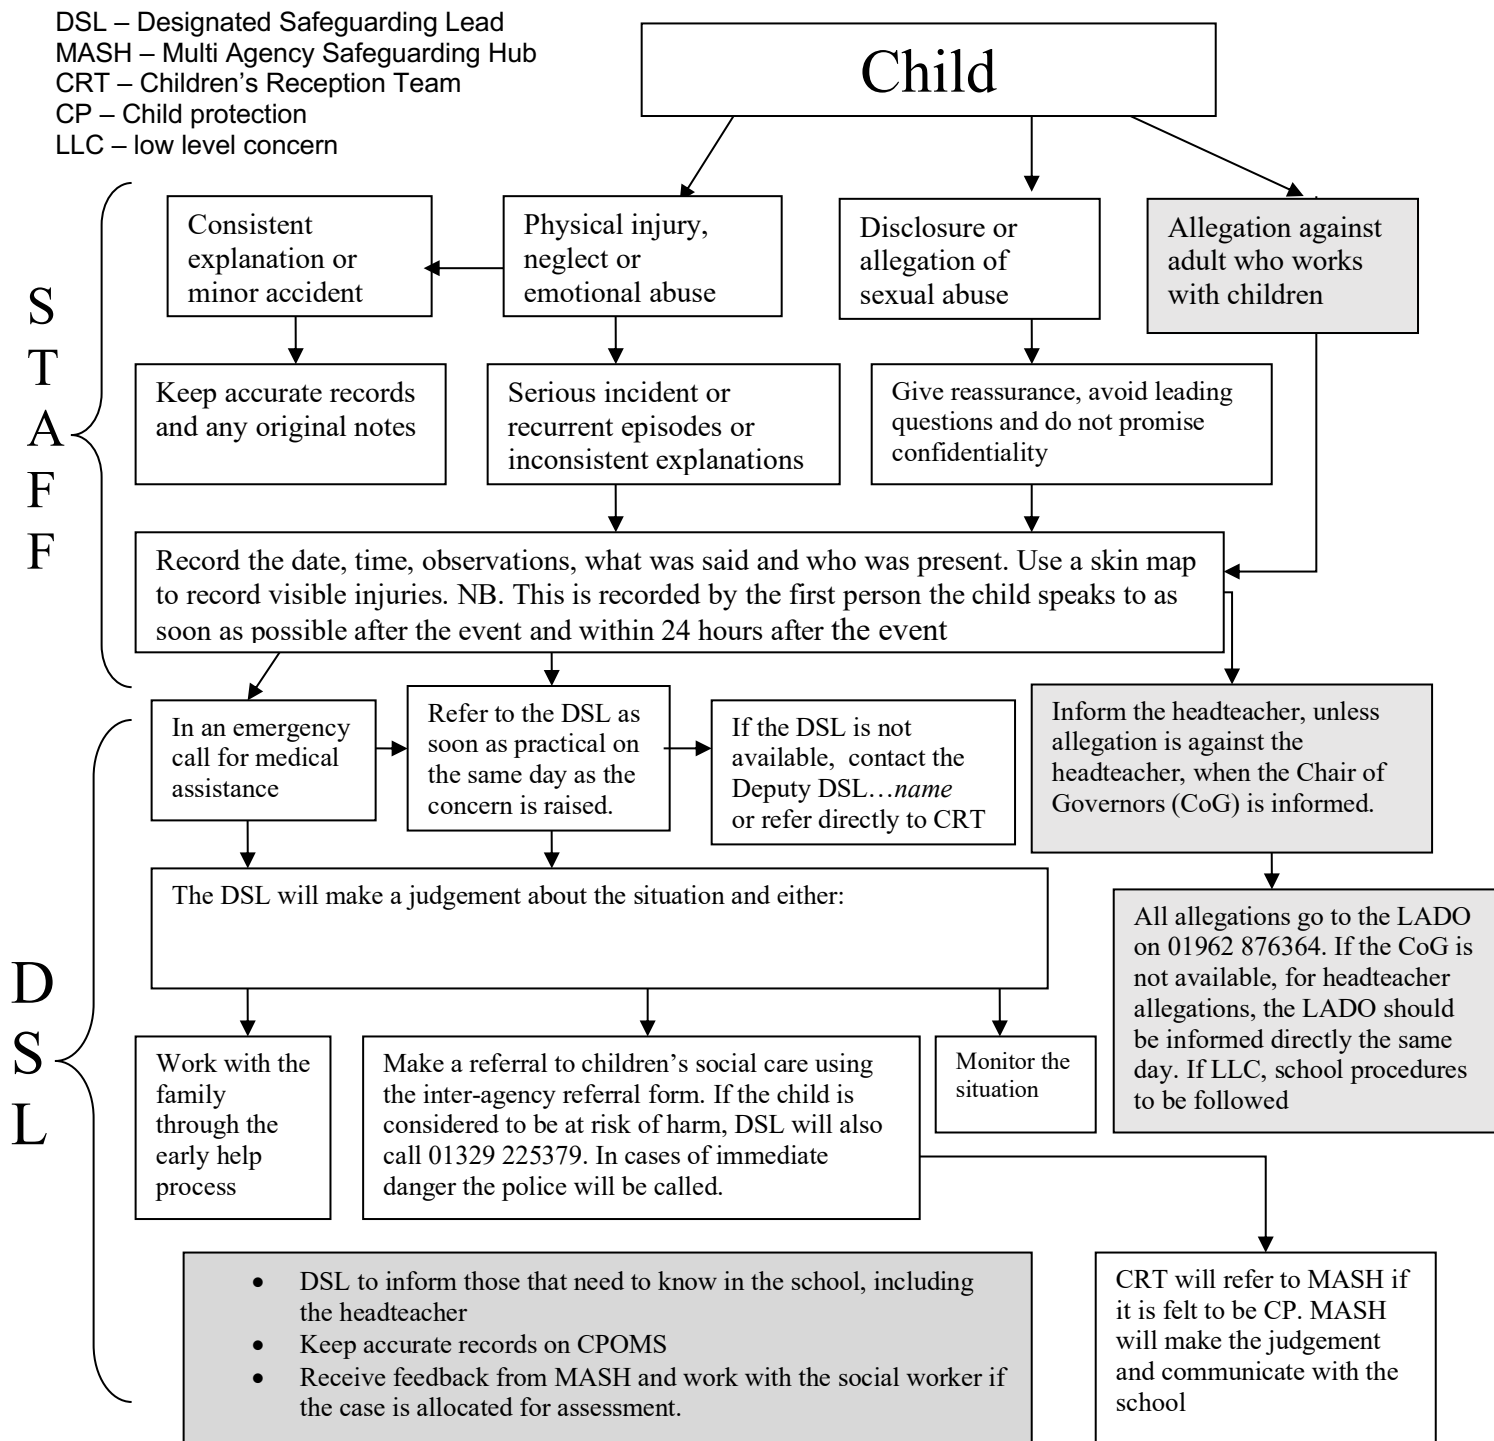 DSL – Designated Safeguarding Lead
MASH – Multi Agency Safeguarding Hub
CRT – Children’s Reception Team
CP – Child protection
LLC – low level concern
Child
S
T
A
F
F
Consistent
explanation or
minor accident
Physical injury,
neglect or
emotional abuse
Disclosure or
allegation of
sexual abuse
Allegation against
adult who works
with children
Keep accurate records
and any original notes
Serious incident or
recurrent episodes or
inconsistent explanations
Give reassurance, avoid leading
questions and do not promise
confidentiality
Record the date, time, observations, what was said and who was present. Use a skin map
to record visible injuries. NB. This is recorded by the first person the child speaks to as
soon as possible after the event and within 24 hours after the event
D
S
L
In an emergency
call for medical
assistance
Refer to the DSL as
soon as practical on
the same day as the
concern is raised.
If the DSL is not
available,  contact the
Deputy DSL…name
or refer directly to CRT
Inform the headteacher, unless
allegation is against the
headteacher, when the Chair of
Governors (CoG) is informed.
The DSL will make a judgement about the situation and either:
All allegations go to the LADO
on 01962 876364. If the CoG is
not available, for headteacher
allegations, the LADO should
be informed directly the same
day. If LLC, school procedures
to be followed
Work with the
family
through the
early help
process
Make a referral to children’s social care using
the inter-agency referral form. If the child is
considered to be at risk of harm, DSL will also
call 01329 225379. In cases of immediate
danger the police will be called.
Monitor the
situation
• DSL to inform those that need to know in the school, including
the headteacher
• Keep accurate records on CPOMS
• Receive feedback from MASH and work with the social worker if
the case is allocated for assessment.
CRT will refer to MASH if
it is felt to be CP. MASH
will make the judgement
and communicate with the
school